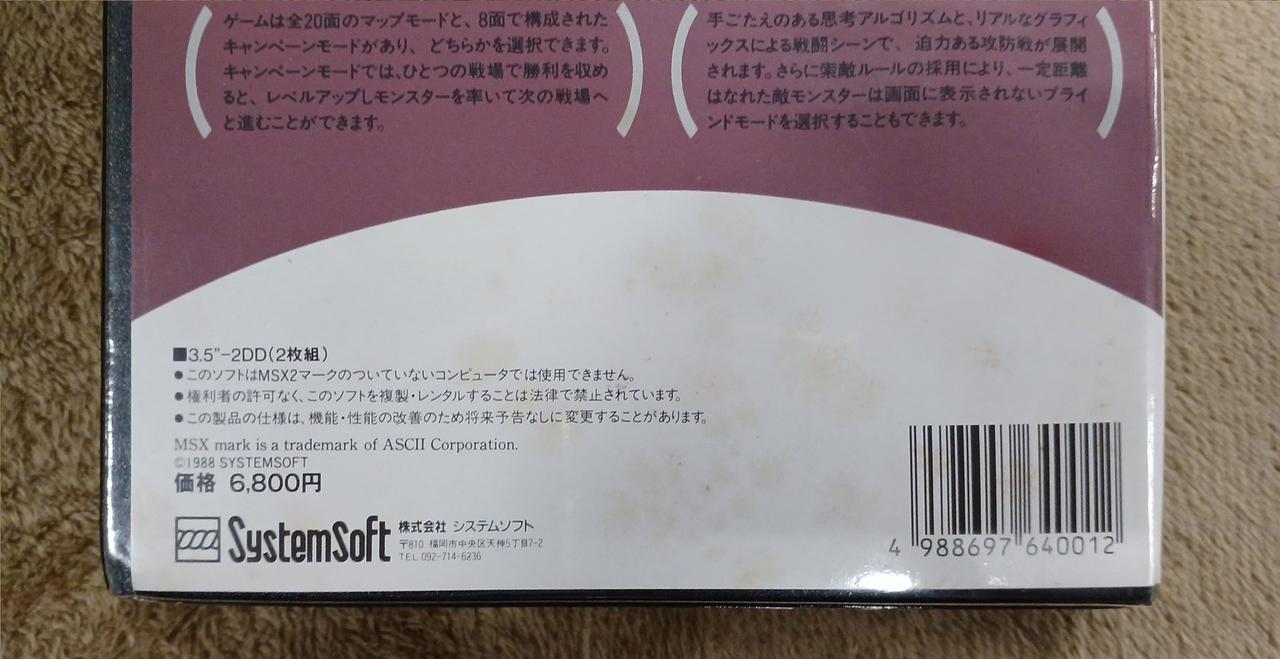 ゲームは全20面のマップモードと、8面で構成された
キャンペーンモードがあり、どちらかを選択できます。
キャンペーンモードでは、ひとつの戦場で勝利を収め
ると、レベルアップしモンスターを率いて次の戦場へ
と進むことができます。
手ごたえのある思考アルゴリズムと、リアルなグラフィ
ックスによる戦闘シーンで、迫力ある攻防戦が展開
されます。さらに索敵ルールの採用により、一定距離
はなれた敵モンスターは画面に表示されないブライ
ンドモードを選択することもできます。
■3.5"-2DD(2枚組)
●このソフトはMSX2マークのついていないコンピュータでは使用できません。
●権利者の許可なく、このソフトを複製・レンタルすることは法律で禁止されています。
●この製品の仕様は、機能・性能の改善のため将来予告なしに変更することがあります。
MSX mark is a trademark of ASCII Corporation.
©1988 SYSTEMSOFT
価格 6,800円
SystemSoft 株式会社 システムソフト
〒810 福岡市中央区天神5丁目7-2
TEL 092-714-6236
4 988697 640012